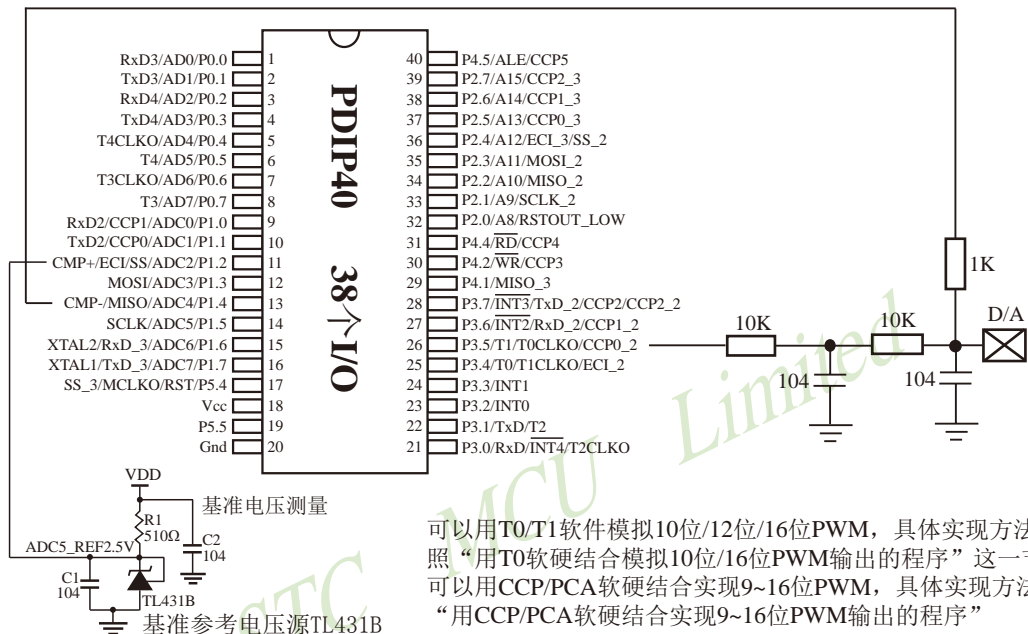 RxD3/AD0/P0.0 1
TxD3/AD1/P0.1 2
RxD4/AD2/P0.2 3
TxD4/AD3/P0.3 4
T4CLKO/AD4/P0.4 5
T4/AD5/P0.5 6
T3CLKO/AD6/P0.6 7
T3/AD7/P0.7 8
RxD2/CCP1/ADC0/P1.0 9
TxD2/CCP0/ADC1/P1.1 10
CMP+/ECI/SS/ADC2/P1.2 11
MOSI/ADC3/P1.3 12
CMP-/MISO/ADC4/P1.4 13
SCLK/ADC5/P1.5 14
XTAL2/RxD_3/ADC6/P1.6 15
XTAL1/TxD_3/ADC7/P1.7 16
SS_3/MCLKO/RST/P5.4 17
Vcc 18
P5.5 19
Gnd 20
PDIP40 38个I/O
40 P4.5/ALE/CCP5
39 P2.7/A15/CCP2_3
38 P2.6/A14/CCP1_3
37 P2.5/A13/CCP0_3
36 P2.4/A12/ECI_3/SS_2
35 P2.3/A11/MOSI_2
34 P2.2/A10/MISO_2
33 P2.1/A9/SCLK_2
32 P2.0/A8/RSTOUT_LOW
31 P4.4/RD/CCP4
30 P4.2/WR/CCP3
29 P4.1/MISO_3
28 P3.7/INT3/TxD_2/CCP2/CCP2_2
27 P3.6/INT2/RxD_2/CCP1_2
26 P3.5/T1/T0CLKO/CCP0_2
25 P3.4/T0/T1CLKO/ECI_2
24 P3.3/INT1
23 P3.2/INT0
22 P3.1/TxD/T2
21 P3.0/RxD/INT4/T2CLKO
1K
D/A
10K
10K
104
104
VDD
基准电压测量
R1
510Ω
C2
104
ADC5_REF2.5V
C1
104
TL431B
基准参考电压源TL431B
可以用T0/T1软件模拟10位/12位/16位PWM，具体实现方法
照“用T0软硬结合模拟10位/16位PWM输出的程序”这一
可以用CCP/PCA软硬结合实现9~16位PWM，具体实现方法
“用CCP/PCA软硬结合实现9~16位PWM输出的程序”
STC MCU Limited